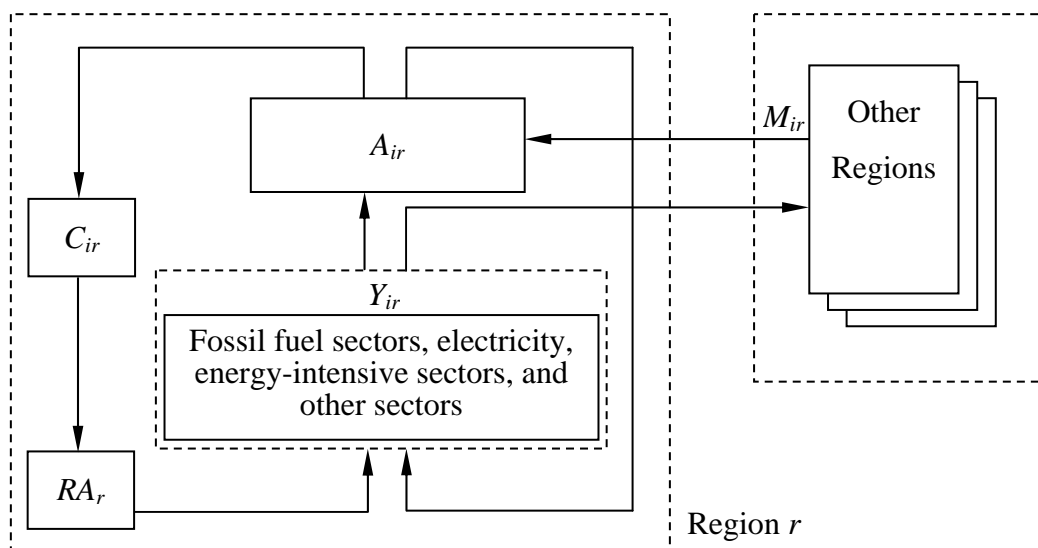 M_ir
Other
Regions
A_ir
C_ir
Y_ir
Fossil fuel sectors, electricity,
energy-intensive sectors, and
other sectors
RA_r
Region r